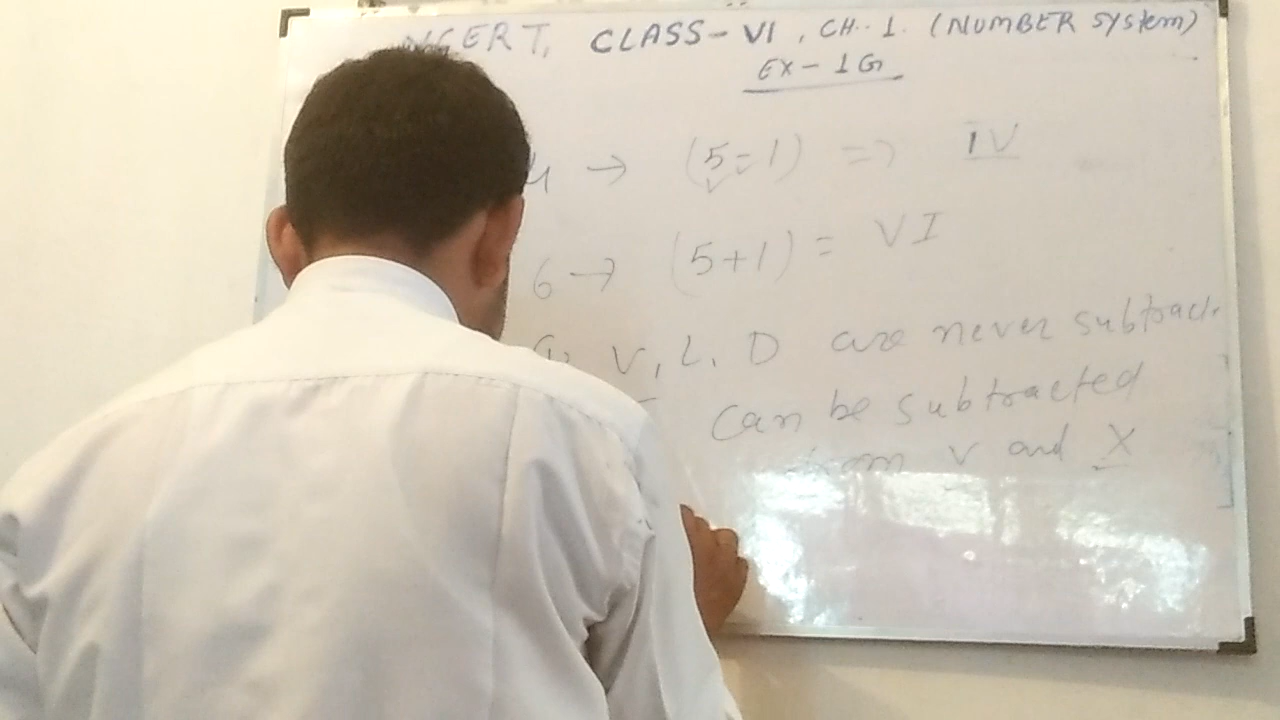 NCERT, CLASS-VI, CH. 1. (NUMBER SYSTEM)
EX-1G
4 → (5-1) => IV
6 → (5+1) = VI
V, L, D are never subtract
I can be subtracted
from V and X